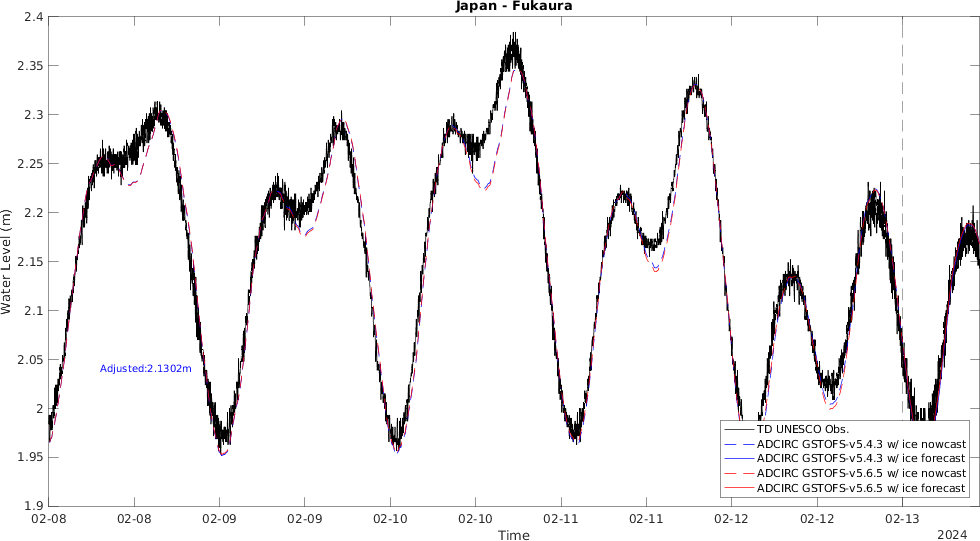 Japan - Fukaura
2.4
2.35
2.3
2.25
2.2
2.15
2.1
2.05
2
1.95
1.9
Water Level (m)
Adjusted:2.1302m
TD UNESCO Obs.
ADCIRC GSTOFS-v5.4.3 w/ ice nowcast
ADCIRC GSTOFS-v5.4.3 w/ ice forecast
ADCIRC GSTOFS-v5.6.5 w/ ice nowcast
ADCIRC GSTOFS-v5.6.5 w/ ice forecast
02-08 02-08 02-09 02-09 02-10 02-10 02-11 02-11 02-12 02-12 02-13
Time
2024